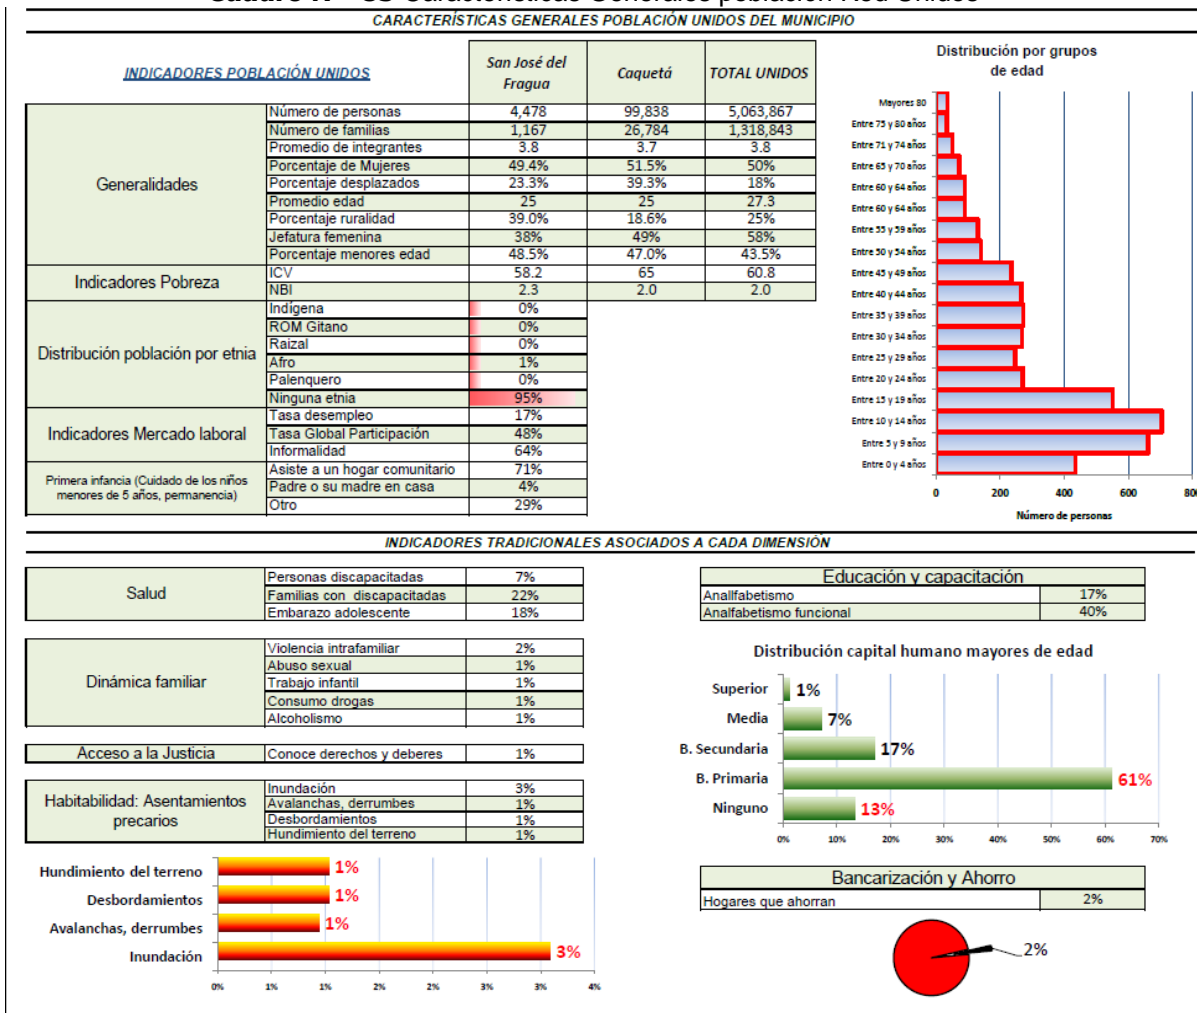 CARACTERÍSTICAS GENERALES POBLACIÓN UNIDOS DEL MUNICIPIO
INDICADORES POBLACIÓN UNIDOS San José del Fragua Caquetá TOTAL UNIDOS
Generalidades
Número de personas 4,478 99,838 5,063,867
Número de familias 1,167 26,784 1,318,843
Promedio de integrantes 3.8 3.7 3.8
Porcentaje de Mujeres 49.4% 51.5% 50%
Porcentaje desplazados 23.3% 39.3% 18%
Promedio edad 25 25 27.3
Porcentaje ruralidad 39.0% 18.6% 25%
Jefatura femenina 38% 49% 58%
Porcentaje menores edad 48.5% 47.0% 43.5%
Indicadores Pobreza
ICV 58.2 65 60.8
NBI 2.3 2.0 2.0
Distribución población por etnia
Indígena 0%
ROM Gitano 0%
Raizal 0%
Afro 1%
Palenquero 0%
Ninguna etnia 95%
Indicadores Mercado laboral
Tasa desempleo 17%
Tasa Global Participación 48%
Informalidad 64%
Primera infancia (Cuidado de los niños
menores de 5 años, permanencia)
Asiste a un hogar comunitario 71%
Padre o su madre en casa 4%
Otro 29%
Distribución por grupos
de edad
Mayores 80
Entre 75 y 80 años
Entre 71 y 74 años
Entre 65 y 70 años
Entre 60 y 64 años
Entre 60 y 64 años
Entre 55 y 59 años
Entre 50 y 54 años
Entre 45 y 49 años
Entre 40 y 44 años
Entre 35 y 39 años
Entre 30 y 34 años
Entre 25 y 29 años
Entre 20 y 24 años
Entre 15 y 19 años
Entre 10 y 14 años
Entre 5 y 9 años
Entre 0 y 4 años
0 200 400 600
Número de personas
INDICADORES TRADICIONALES ASOCIADOS A CADA DIMENSIÓN
Salud
Personas discapacitadas 7%
Familias con discapacitadas 22%
Embarazo adolescente 18%
Dinámica familiar
Violencia intrafamiliar 2%
Abuso sexual 1%
Trabajo infantil 1%
Consumo drogas 1%
Alcoholismo 1%
Acceso a la Justicia Conoce derechos y deberes 1%
Habitabilidad: Asentamientos
precarios
Inundación 3%
Avalanchas, derrumbes 1%
Desbordamientos 1%
Hundimiento del terreno 1%
Hundimiento del terreno 1%
Desbordamientos 1%
Avalanchas, derrumbes 1%
Inundación 3%
0% 1% 1% 2% 2% 3% 3% 4%
Educación y capacitación
Anallfabetismo 17%
Analfabetismo funcional 40%
Distribución capital humano mayores de edad
Superior 1%
Media 7%
B. Secundaria 17%
B. Primaria 61%
Ninguno 13%
0% 10% 20% 30% 40% 50% 60% 70%
Bancarización y Ahorro
Hogares que ahorran 2%
2%